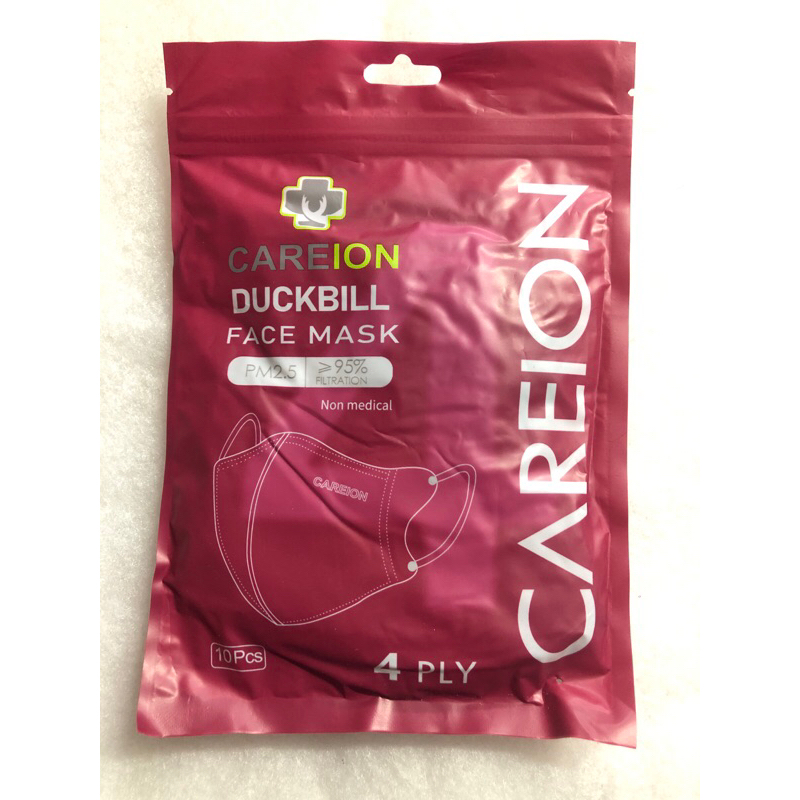 CAREION
DUCKBILL
FACE MASK
PM2.5
≥95%
FILTRATION
Non medical
CAREION
10Pcs
4 PLY
CAREION